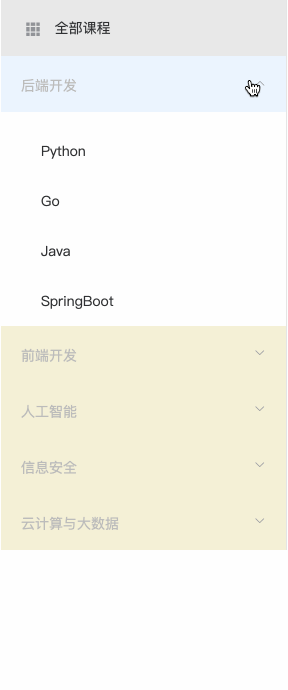 全部课程
后端开发
Python
Go
Java
SpringBoot
前端开发
人工智能
信息安全
云计算与大数据